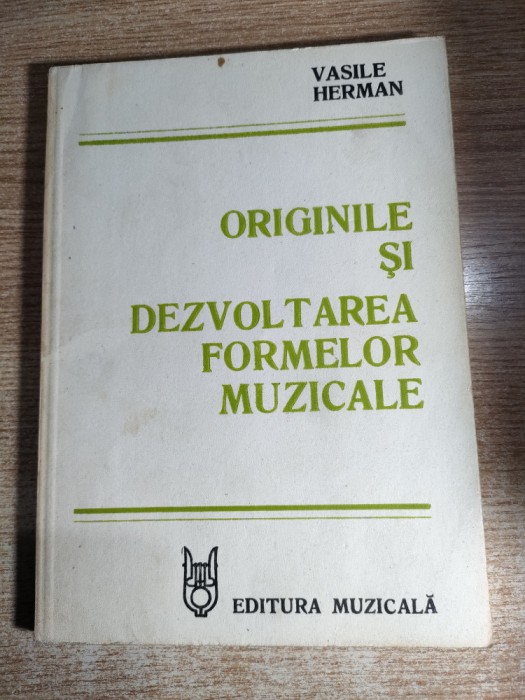 VASILE
HERMAN
ORIGINILE
ŞI
DEZVOLTAREA
FORMELOR
MUZICALE
EDITURA MUZICALĂ